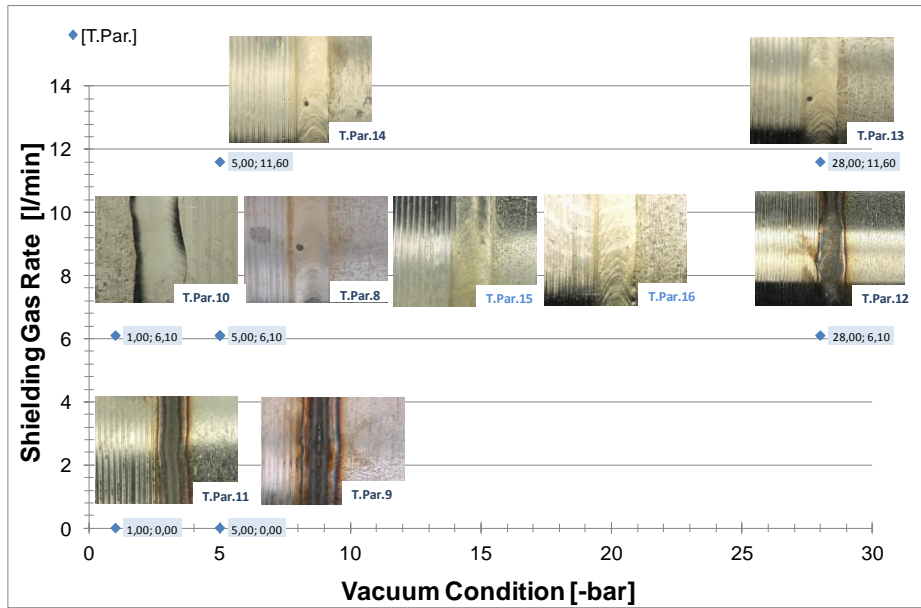 [T.Par.]
14
12
10
8
6
4
2
0
Shielding Gas Rate [l/min]
T.Par.14
T.Par.13
5,00; 11,60
28,00; 11,60
T.Par.10
T.Par.8
T.Par.15
T.Par.16
T.Par.12
1,00; 6,10
5,00; 6,10
28,00; 6,10
T.Par.11
T.Par.9
1,00; 0,00
5,00; 0,00
0
5
10
15
20
25
30
Vacuum Condition [-bar]